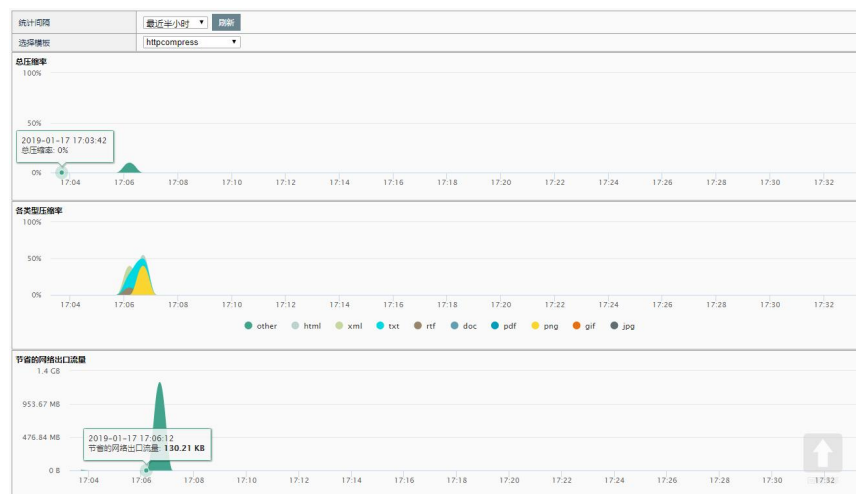 统计间隔 最近半小时 刷新
选择模板 httpcompress
总压缩率
100%
50%
2019-01-17 17:03:42
总压缩率: 0%
0%
17:04 17:06 17:08 17:10 17:12 17:14 17:16 17:18 17:20 17:22 17:24 17:26 17:28 17:30 17:32
各类型压缩率
100%
50%
0%
17:04 17:06 17:08 17:10 17:12 17:14 17:16 17:18 17:20 17:22 17:24 17:26 17:28 17:30 17:32
other html xml txt rtf doc pdf png gif jpg
节省的网络出口流量
1.4 GB
953.67 MB
476.84 MB
2019-01-17 17:06:12
节省的网络出口流量: 130.21 KB
0 B
17:04 17:06 17:08 17:10 17:12 17:14 17:16 17:18 17:20 17:22 17:24 17:26 17:28 17:30 17:32